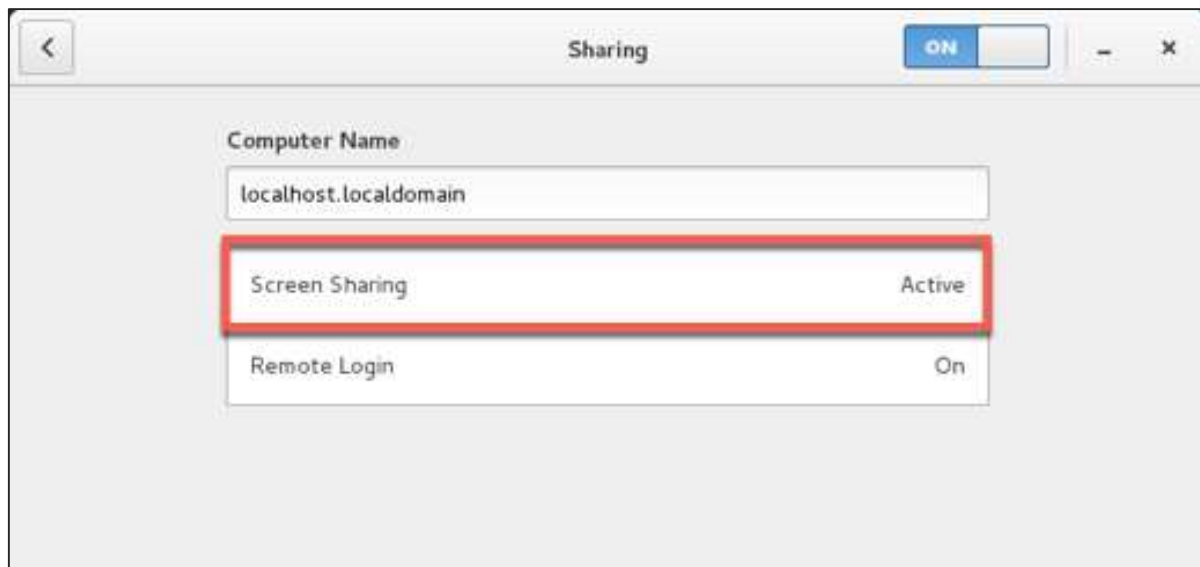 Sharing
ON
Computer Name
localhost.localdomain
Screen Sharing Active
Remote Login On